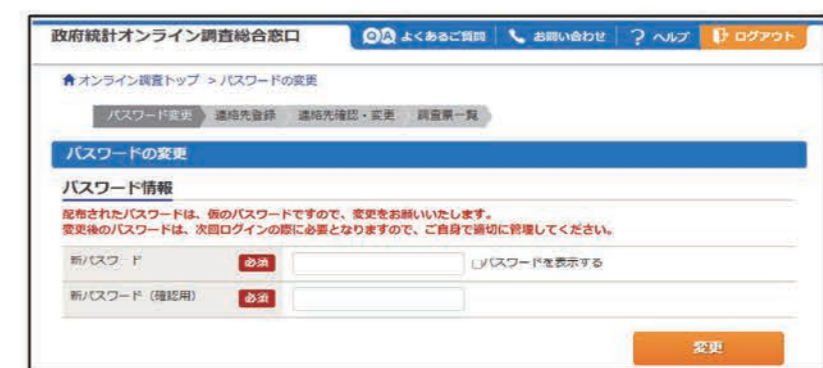 政府統計オンライン調査総合窓口
QA よくあるご質問
お問い合わせ
? ヘルプ
ログアウト
オンライン調査トップ > パスワードの変更
パスワード変更 連絡先登録 連絡先確認・変更 調査票一覧
パスワードの変更
パスワード情報
配布されたパスワードは、仮のパスワードですので、変更をお願いいたします。
変更後のパスワードは、次回ログインの際に必要となりますので、ご自身で適切に管理してください。
新パスワード 必須 パスワードを表示する
新パスワード（確認用） 必須
変更